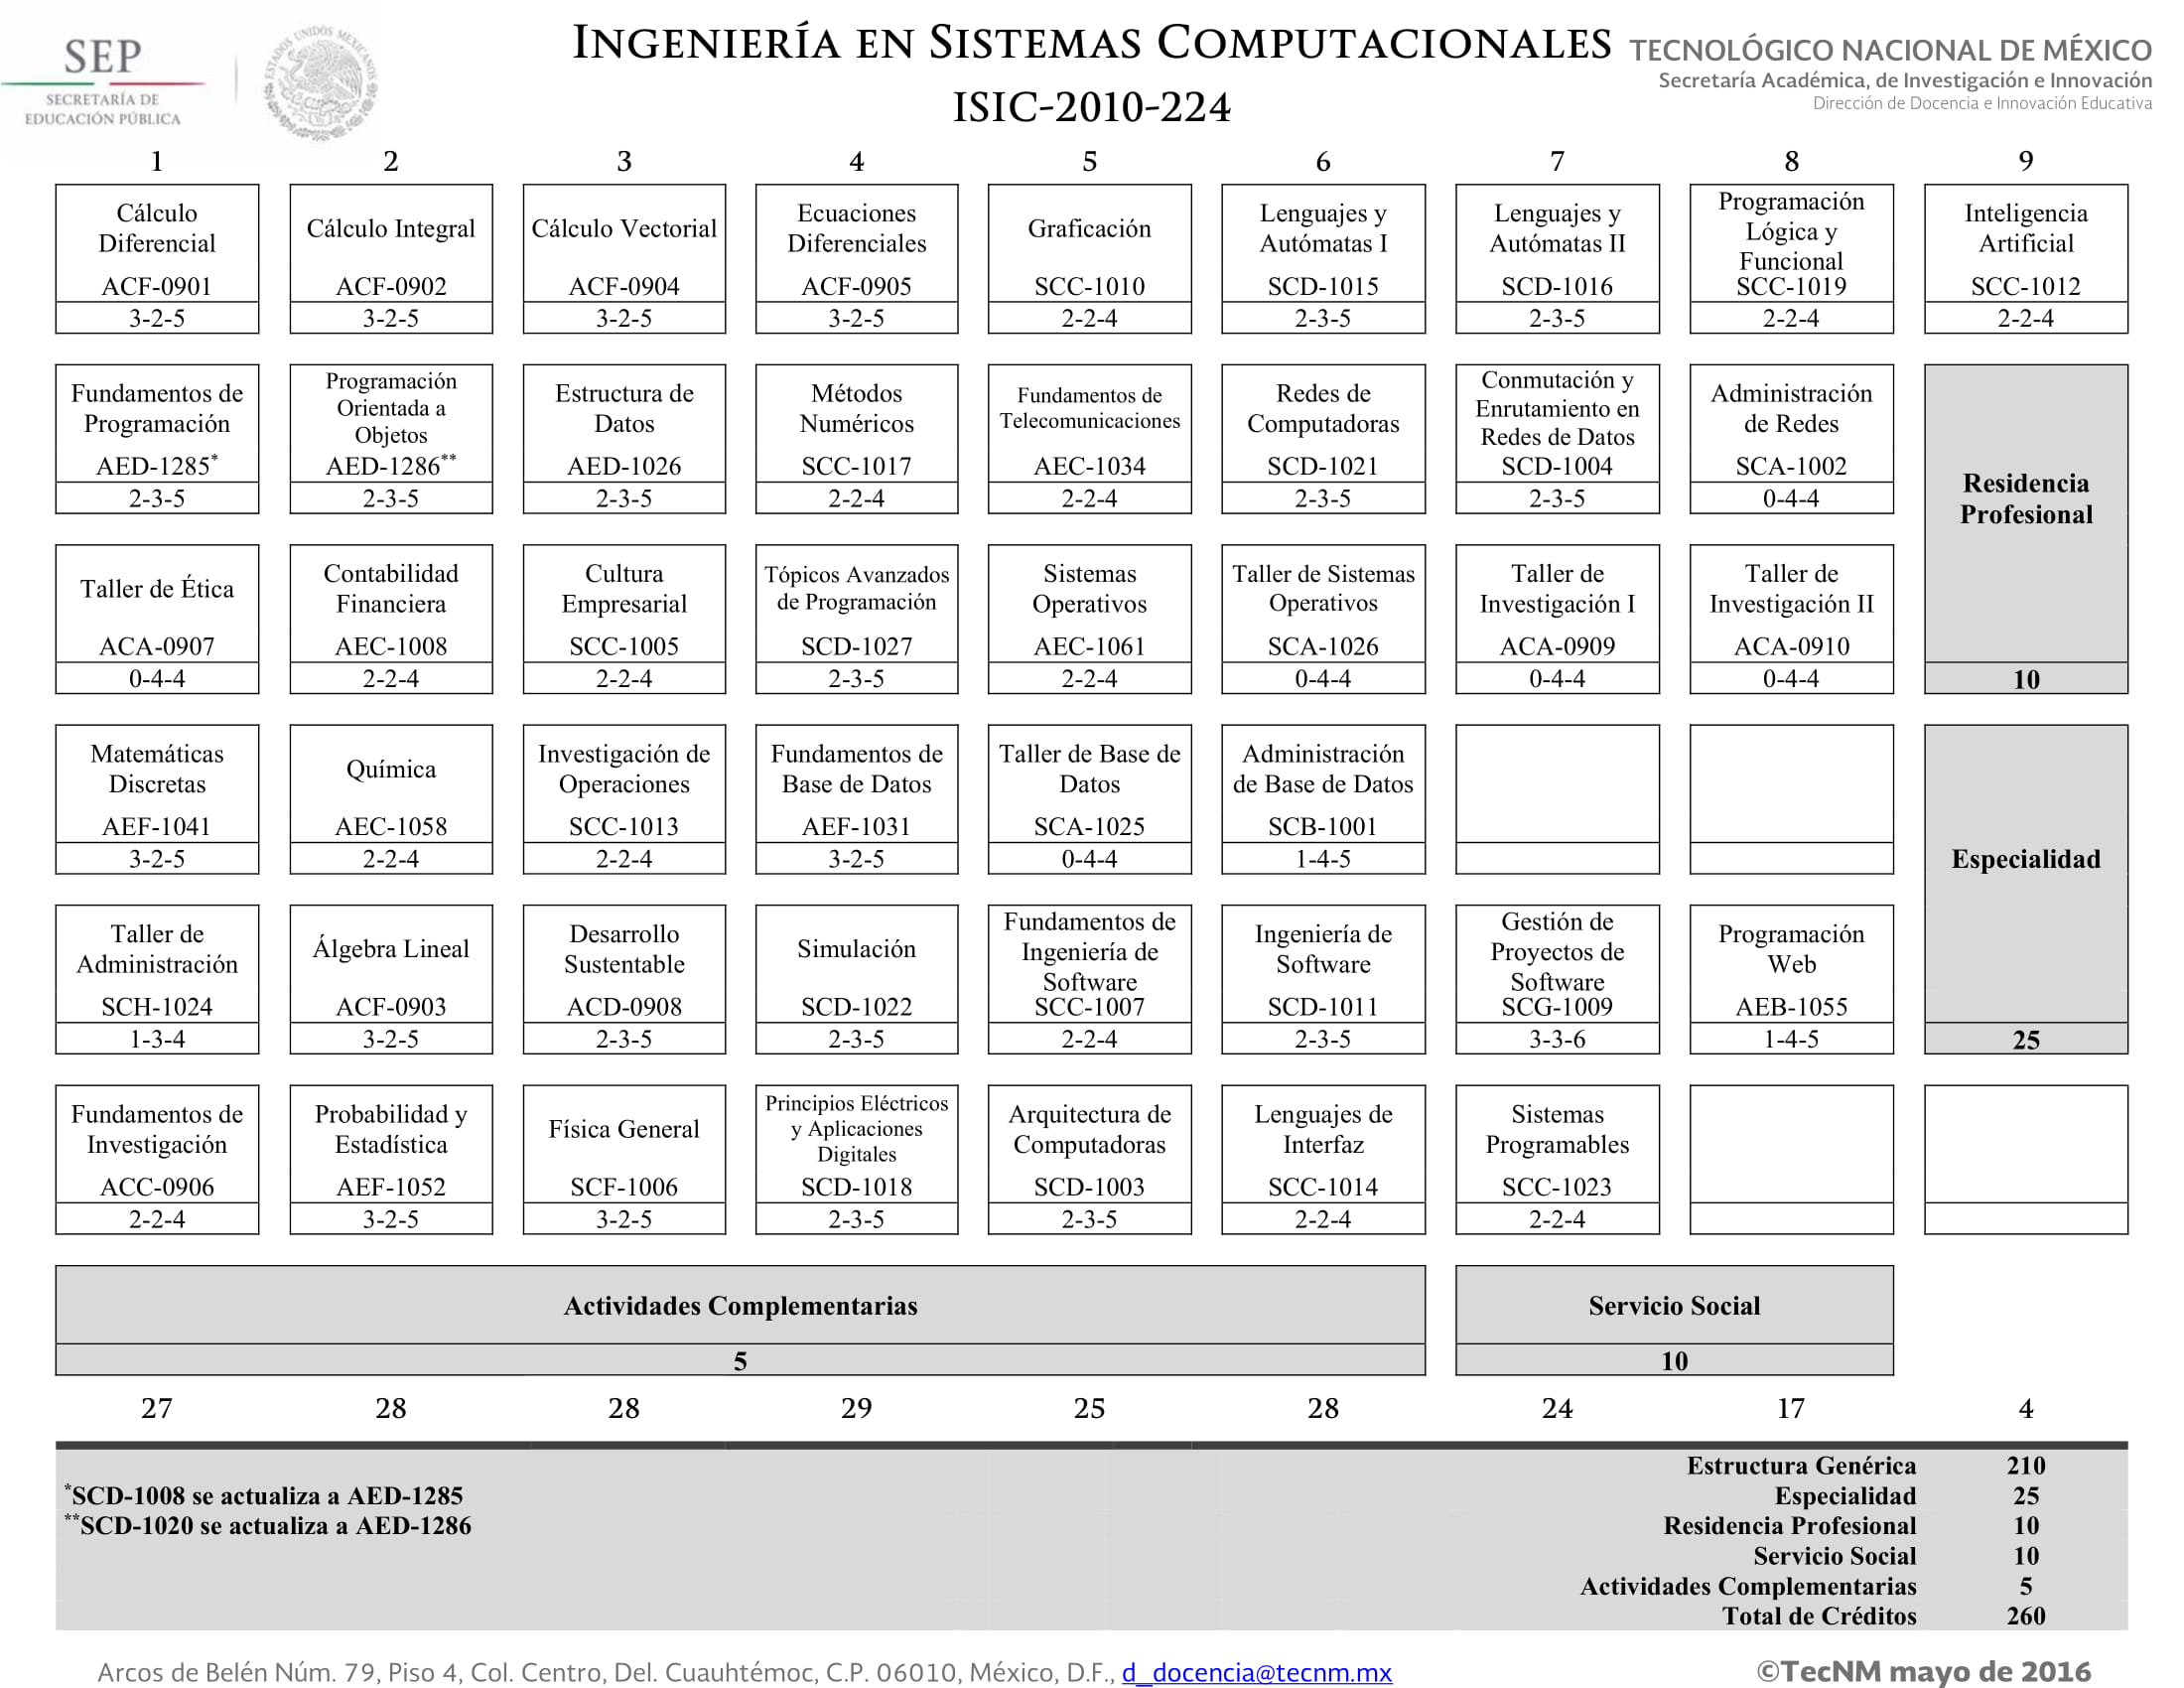 SEP
SECRETARÍA DE
EDUCACIÓN PÚBLICA
ESTADOS UNIDOS MEXICANOS
INGENIERÍA EN SISTEMAS COMPUTACIONALES
ISIC-2010-224
TECNOLÓGICO NACIONAL DE MÉXICO
Secretaría Académica, de Investigación e Innovación
Dirección de Docencia e Innovación Educativa
1 2 3 4 5 6 7 8 9
Cálculo
Diferencial
ACF-0901
3-2-5
Cálculo Integral
ACF-0902
3-2-5
Cálculo Vectorial
ACF-0904
3-2-5
Ecuaciones
Diferenciales
ACF-0905
3-2-5
Graficación
SCC-1010
2-2-4
Lenguajes y
Autómatas I
SCD-1015
2-3-5
Lenguajes y
Autómatas II
SCD-1016
2-3-5
Programación
Lógica y
Funcional
SCC-1019
2-2-4
Inteligencia
Artificial
SCC-1012
2-2-4
Fundamentos de
Programación
AED-1285*
2-3-5
Programación
Orientada a
Objetos
AED-1286**
2-3-5
Estructura de
Datos
AED-1026
2-3-5
Métodos
Numéricos
SCC-1017
2-2-4
Fundamentos de
Telecomunicaciones
AEC-1034
2-2-4
Redes de
Computadoras
SCD-1021
2-3-5
Conmutación y
Enrutamiento en
Redes de Datos
SCD-1004
2-3-5
Administración
de Redes
SCA-1002
0-4-4
Residencia
Profesional
10
Taller de Ética
ACA-0907
0-4-4
Contabilidad
Financiera
AEC-1008
2-2-4
Cultura
Empresarial
SCC-1005
2-2-4
Tópicos Avanzados
de Programación
SCD-1027
2-3-5
Sistemas
Operativos
AEC-1061
2-2-4
Taller de Sistemas
Operativos
SCA-1026
0-4-4
Taller de
Investigación I
ACA-0909
0-4-4
Taller de
Investigación II
ACA-0910
0-4-4
Matemáticas
Discretas
AEF-1041
3-2-5
Química
AEC-1058
2-2-4
Investigación de
Operaciones
SCC-1013
2-2-4
Fundamentos de
Base de Datos
AEF-1031
3-2-5
Taller de Base de
Datos
SCA-1025
0-4-4
Administración
de Base de Datos
SCB-1001
1-4-5
Especialidad
25
Taller de
Administración
SCH-1024
1-3-4
Álgebra Lineal
ACF-0903
3-2-5
Desarrollo
Sustentable
ACD-0908
2-3-5
Simulación
SCD-1022
2-3-5
Fundamentos de
Ingeniería de
Software
SCC-1007
2-2-4
Ingeniería de
Software
SCD-1011
2-3-5
Gestión de
Proyectos de
Software
SCG-1009
3-3-6
Programación
Web
AEB-1055
1-4-5
Fundamentos de
Investigación
ACC-0906
2-2-4
Probabilidad y
Estadística
AEF-1052
3-2-5
Física General
SCF-1006
3-2-5
Principios Eléctricos
y Aplicaciones
Digitales
SCD-1018
2-3-5
Arquitectura de
Computadoras
SCD-1003
2-3-5
Lenguajes de
Interfaz
SCC-1014
2-2-4
Sistemas
Programables
SCC-1023
2-2-4
Actividades Complementarias
5
Servicio Social
10
27 28 28 29 25 28 24 17 4
*SCD-1008 se actualiza a AED-1285
**SCD-1020 se actualiza a AED-1286
Estructura Genérica 210
Especialidad 25
Residencia Profesional 10
Servicio Social 10
Actividades Complementarias 5
Total de Créditos 260
Arcos de Belén Núm. 79, Piso 4, Col. Centro, Del. Cuauhtémoc, C.P. 06010, México, D.F., d_docencia@tecnm.mx
©TecNM mayo de 2016